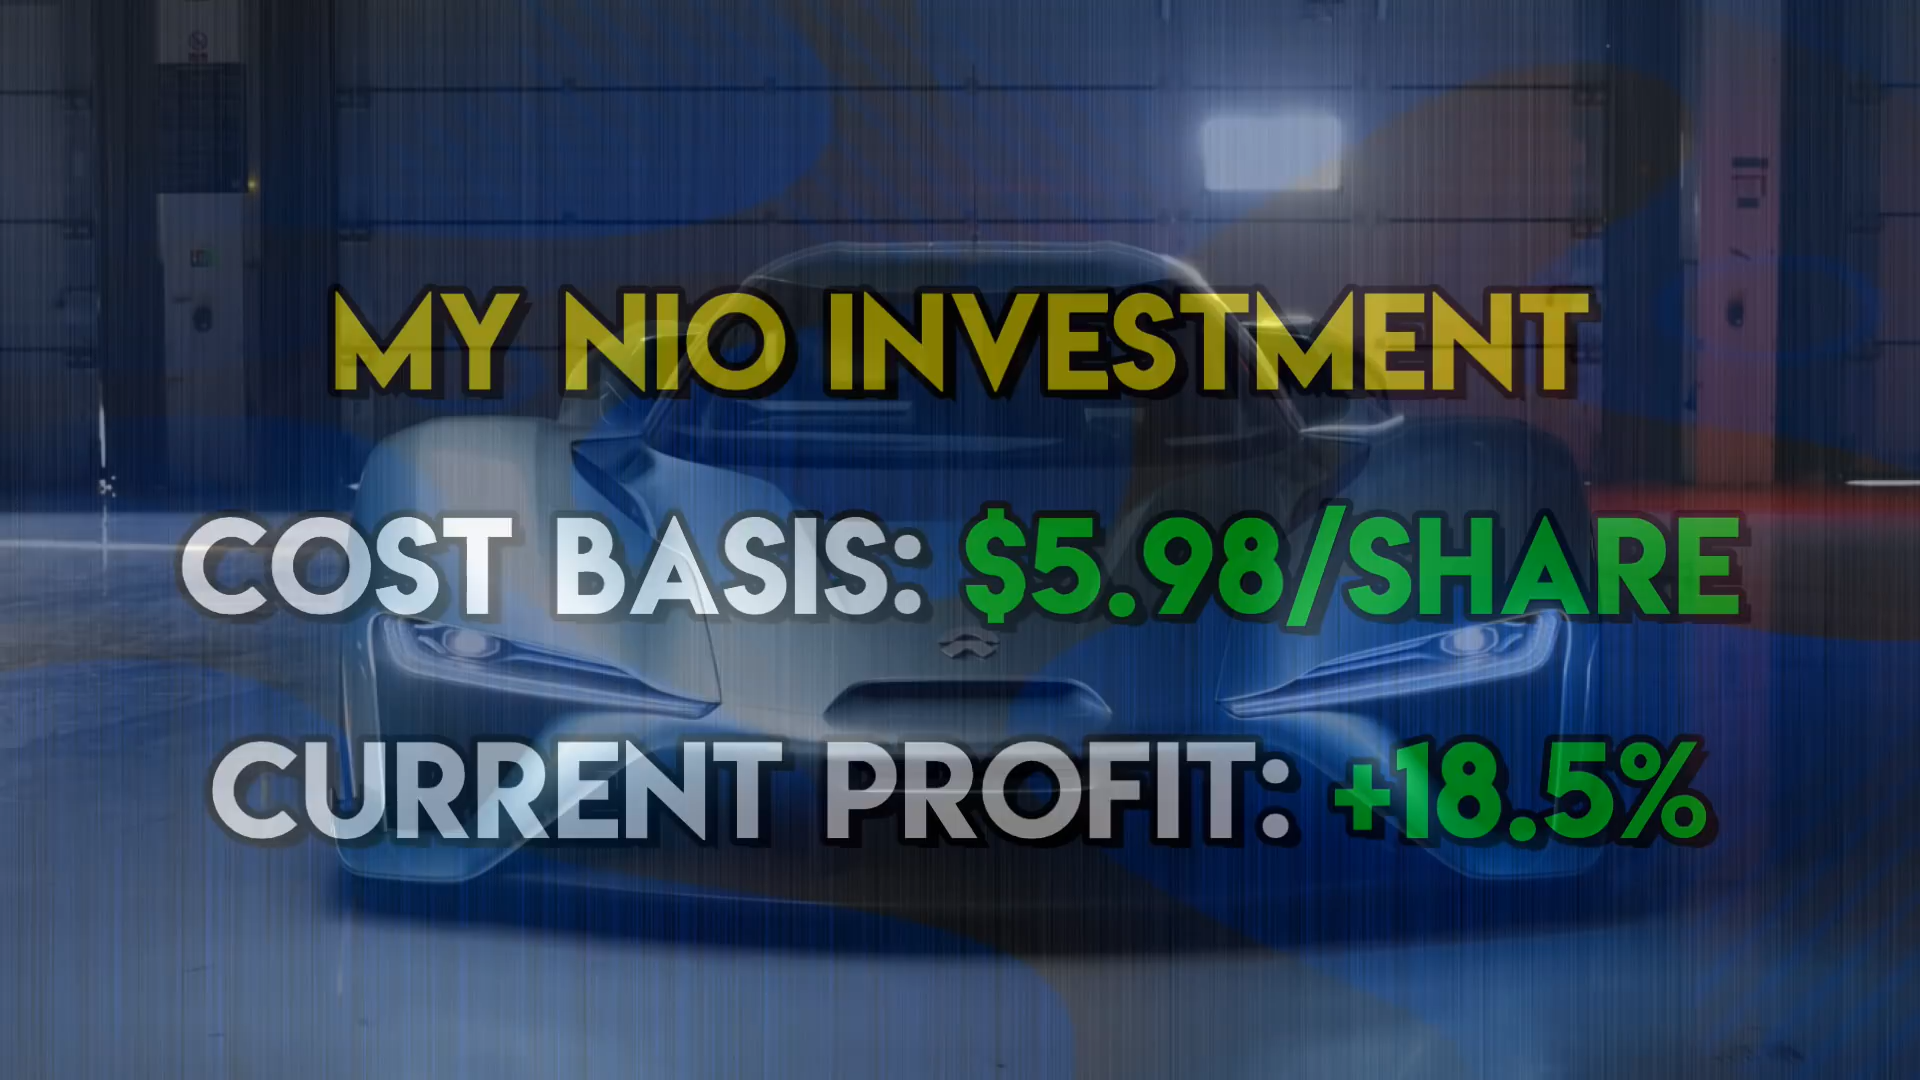 MY NIO INVESTMENT
COST BASIS: $5.98/SHARE
CURRENT PROFIT: +18.5%